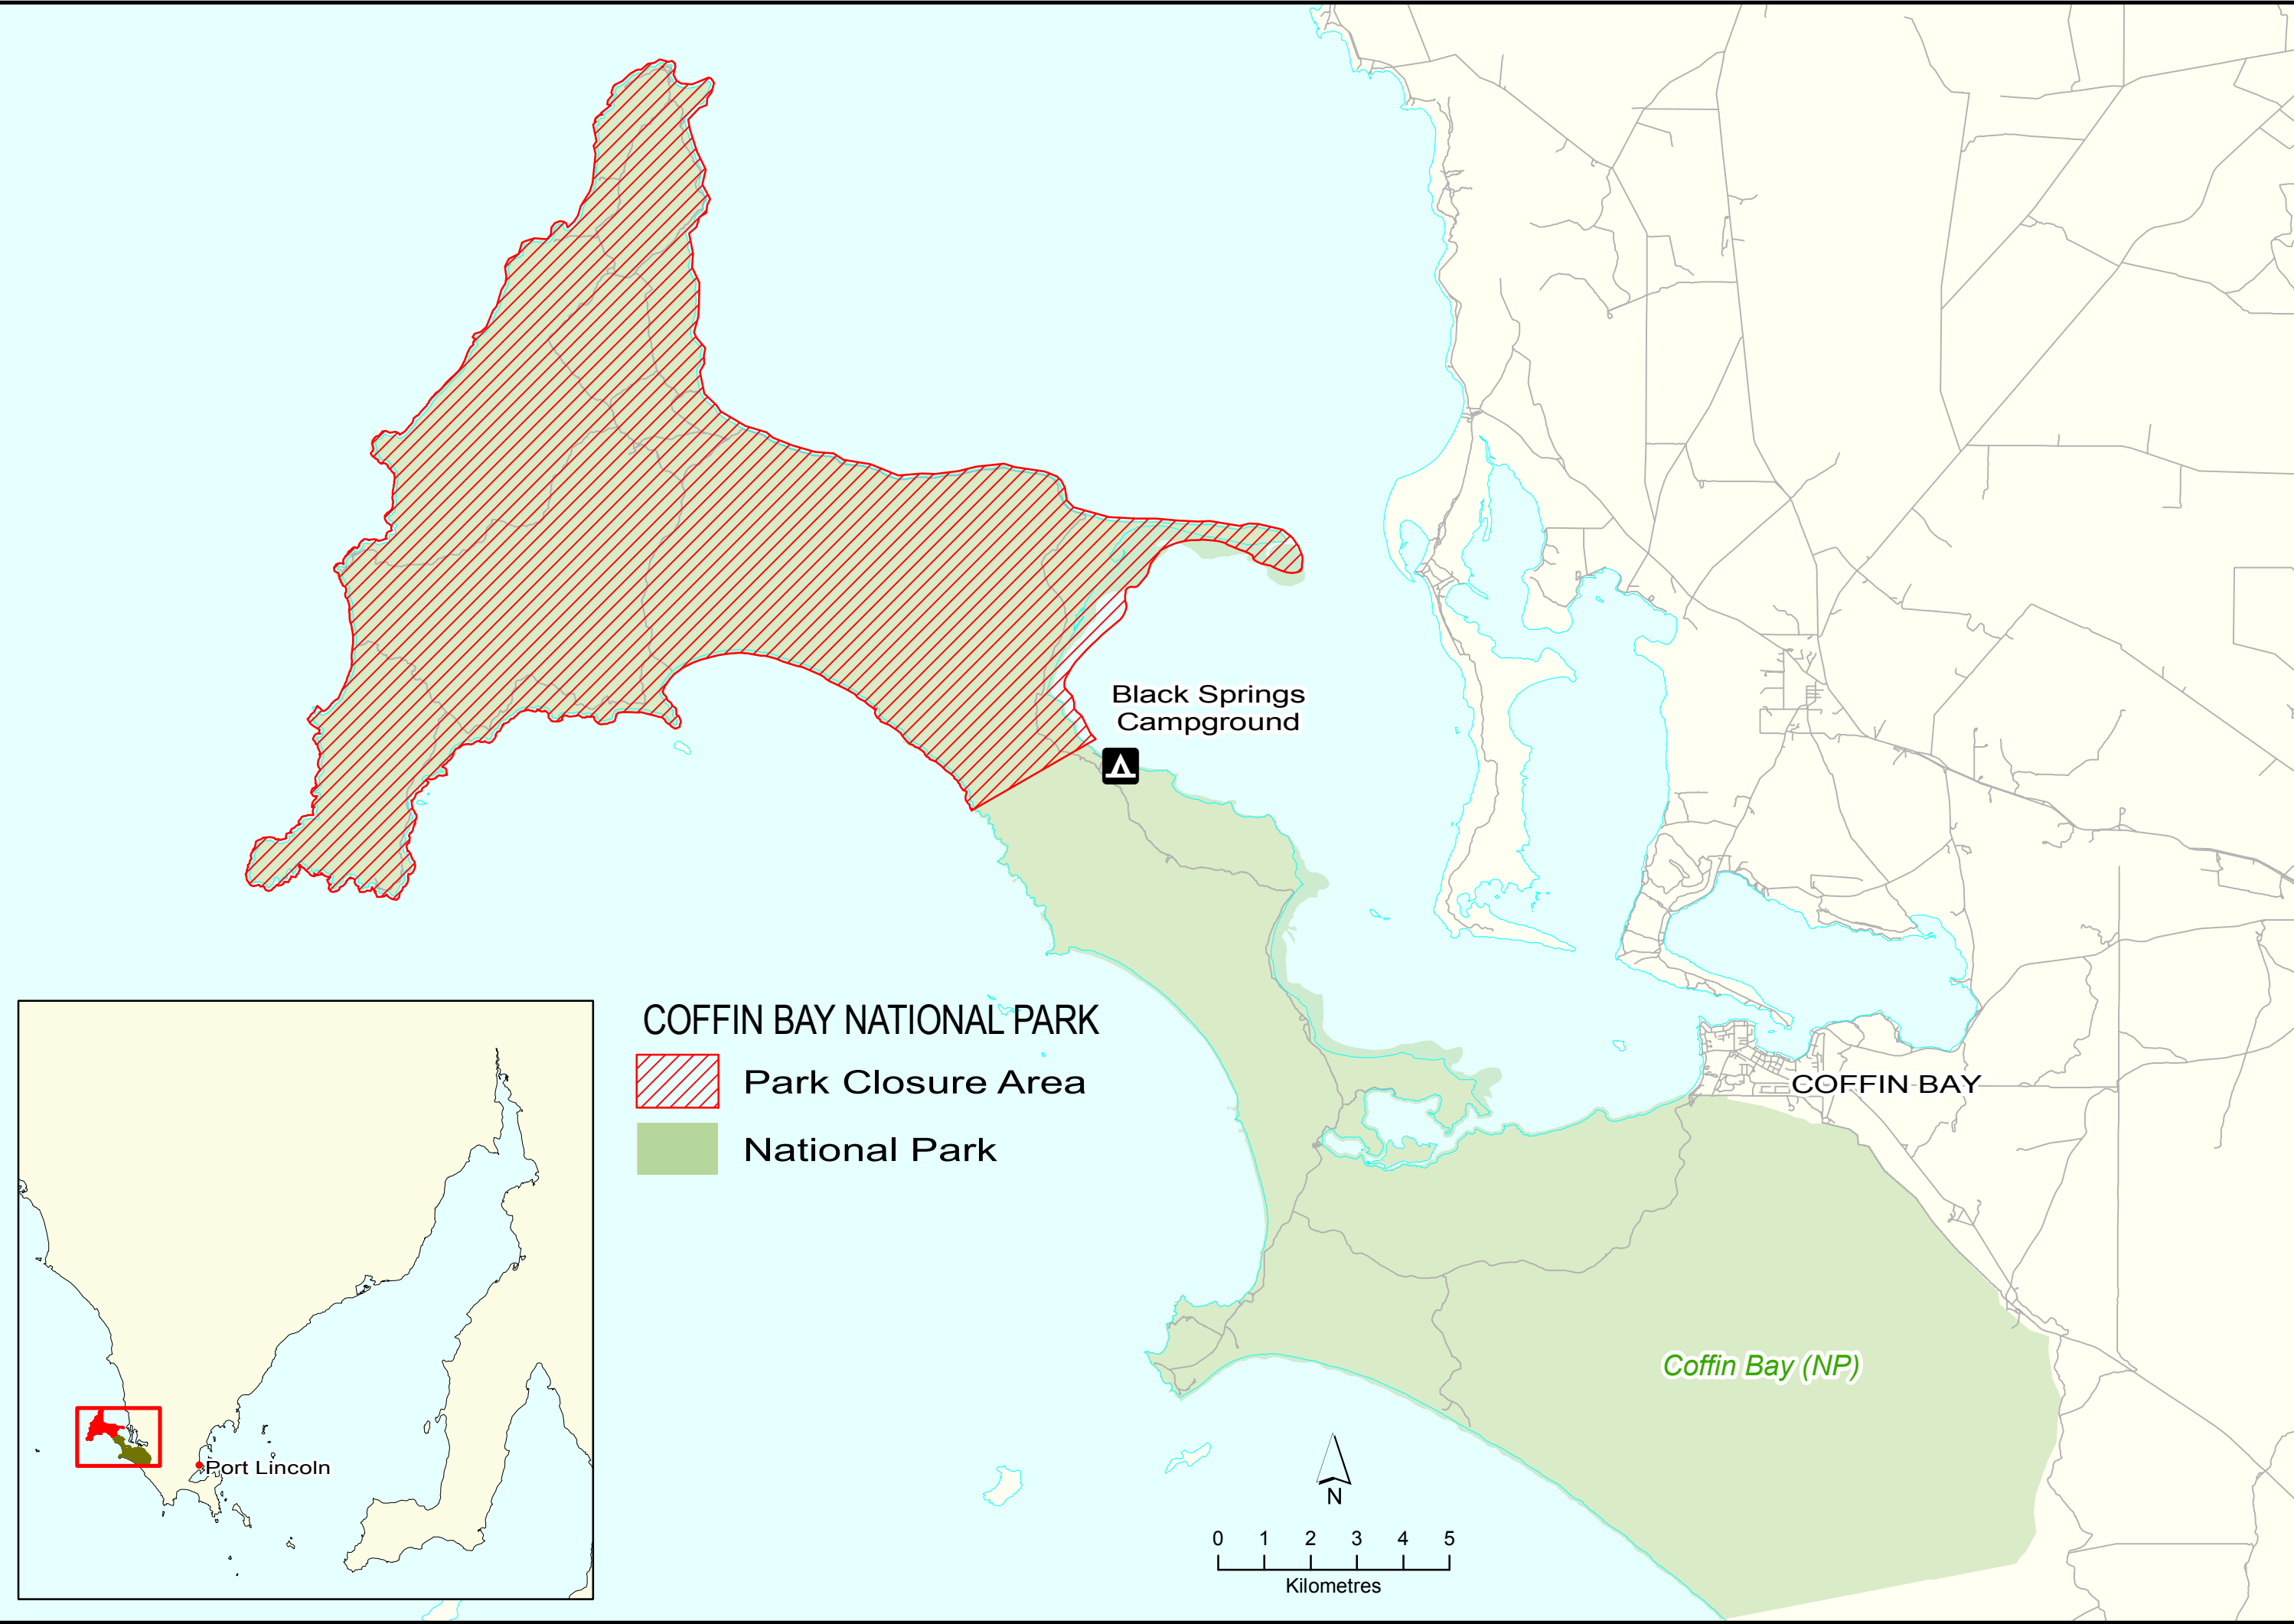 Black Springs
Campground
COFFIN BAY NATIONAL PARK
Park Closure Area
National Park
COFFIN BAY
Coffin Bay (NP)
Port Lincoln
N
0 1 2 3 4 5
Kilometres